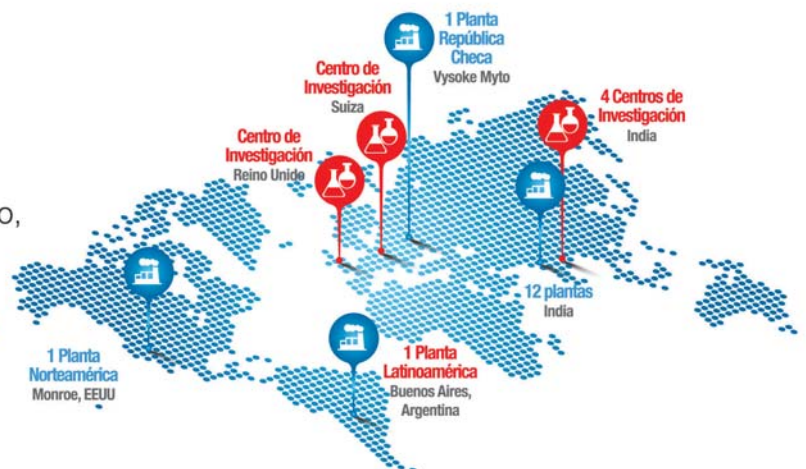 1 Planta
República
Checa
Vysoke Myto
Centro de
Investigación
Suiza
4 Centros de
Investigación
India
Centro de
Investigación
Reino Unido
o,
12 plantas
India
1 Planta
Norteamérica
Monroe, EEUU
1 Planta
Latinoamérica
Buenos Aires,
Argentina